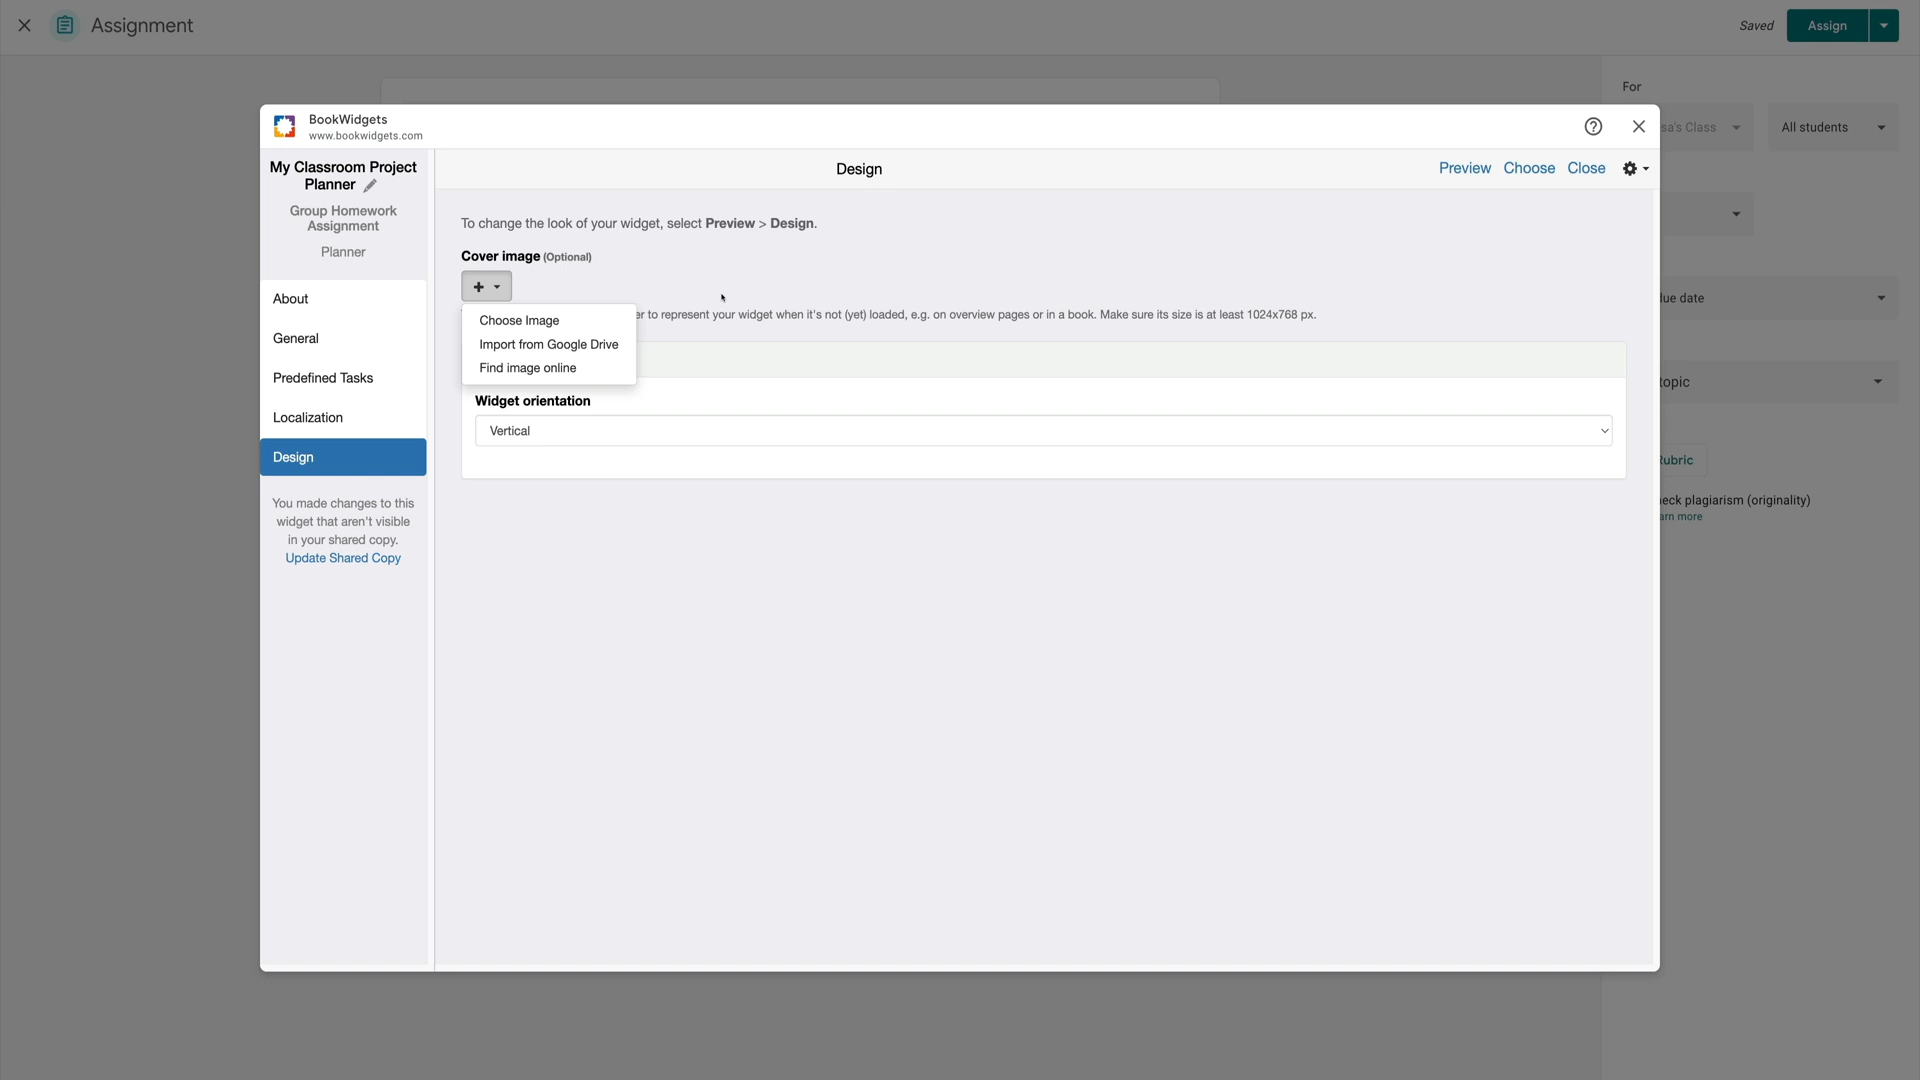 Assignment
Saved
Assign
For
BookWidgets
www.bookwidgets.com
sa's Class
All students
My Classroom Project
Planner
Group Homework
Assignment
Planner
Design
Preview
Choose
Close
To change the look of your widget, select Preview > Design.
Cover image (Optional)
Choose Image
Import from Google Drive
Find image online
er to represent your widget when it's not (yet) loaded, e.g. on overview pages or in a book. Make sure its size is at least 1024x768 px.
Widget orientation
Vertical
About
General
Predefined Tasks
Localization
Design
You made changes to this
widget that aren't visible
in your shared copy.
Update Shared Copy
due date
topic
Rubric
eck plagiarism (originality)
arn more